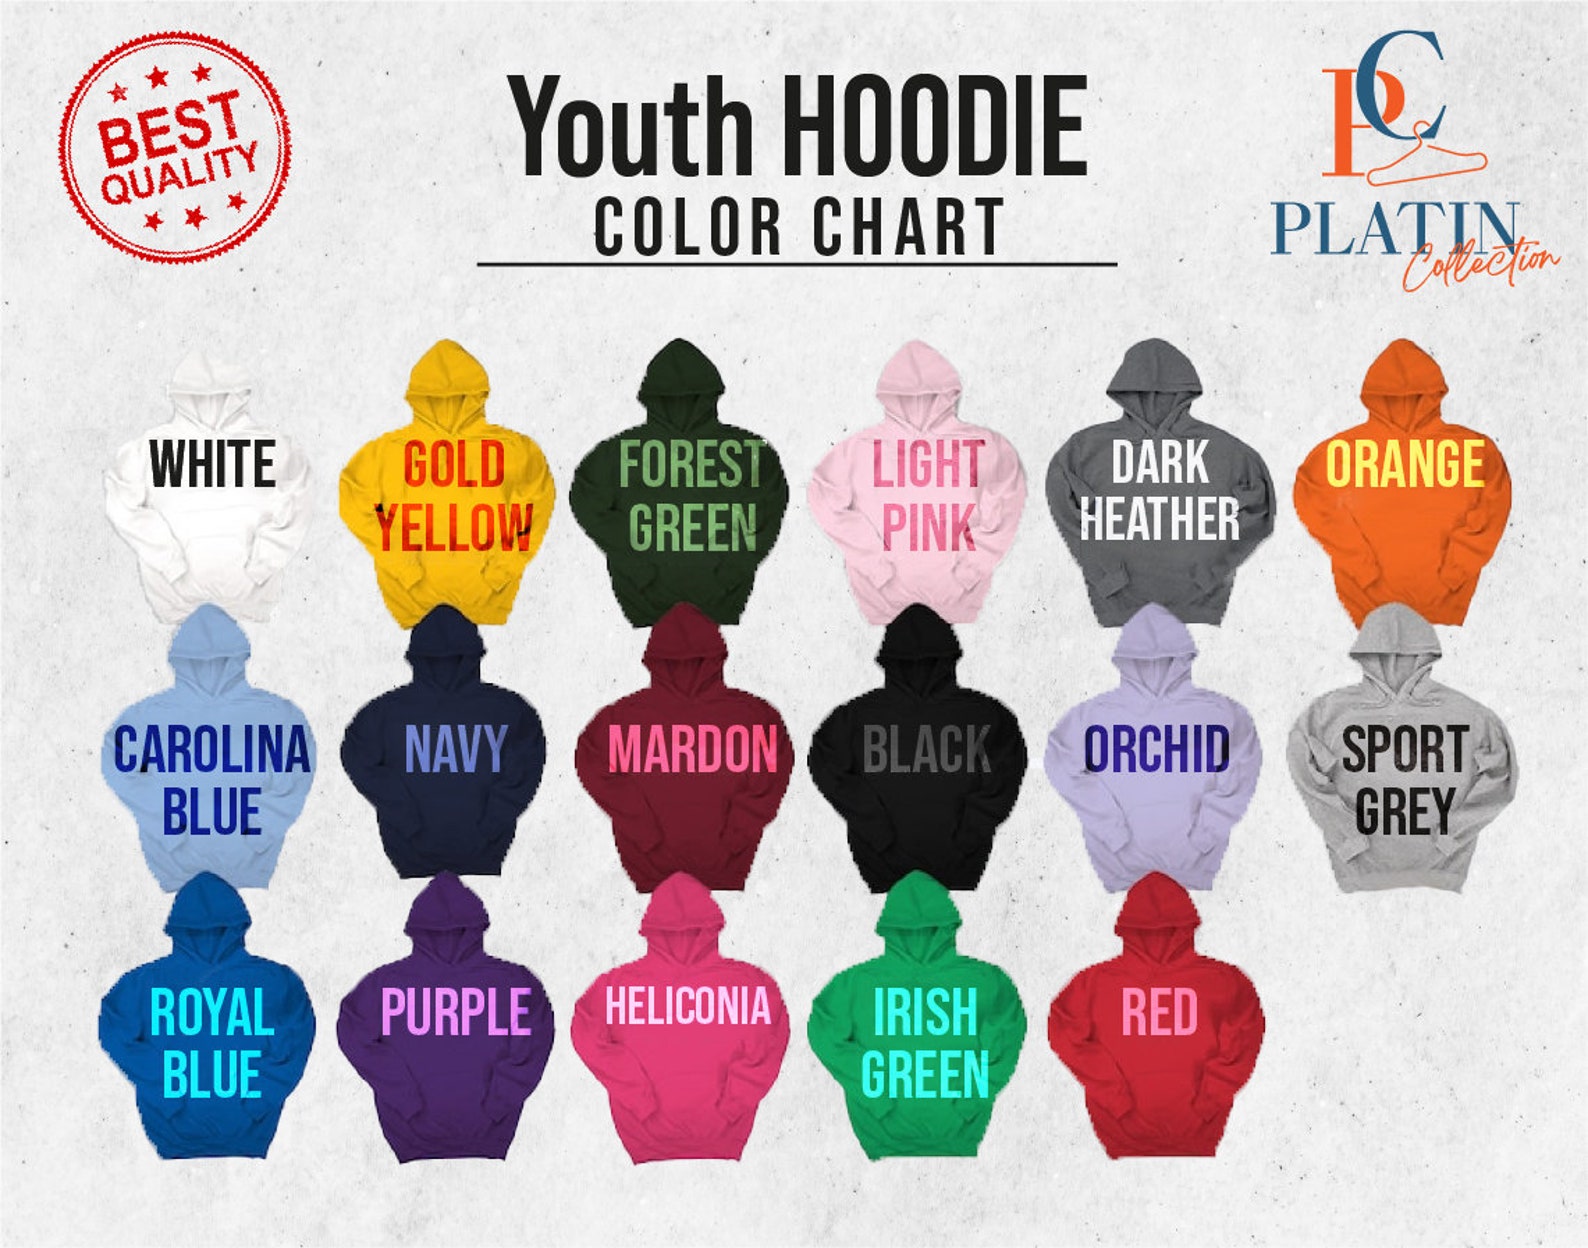 BEST
QUALITY
Youth HOODIE
COLOR CHART
PC
PLATIN
Collection
WHITE
GOLD
YELLOW
FOREST
GREEN
LIGHT
PINK
DARK
HEATHER
ORANGE
CAROLINA
BLUE
NAVY
MARDON
BLACK
ORCHID
SPORT
GREY
ROYAL
BLUE
PURPLE
HELICONIA
IRISH
GREEN
RED